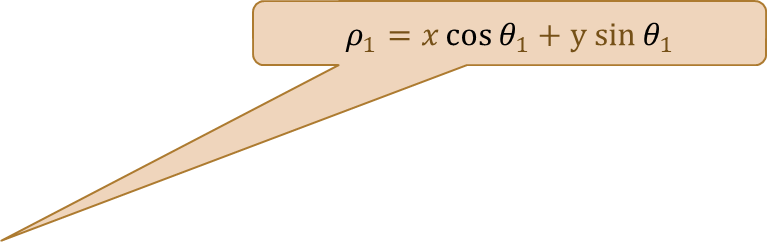 ρ₁ = x cos θ₁ + y sin θ₁